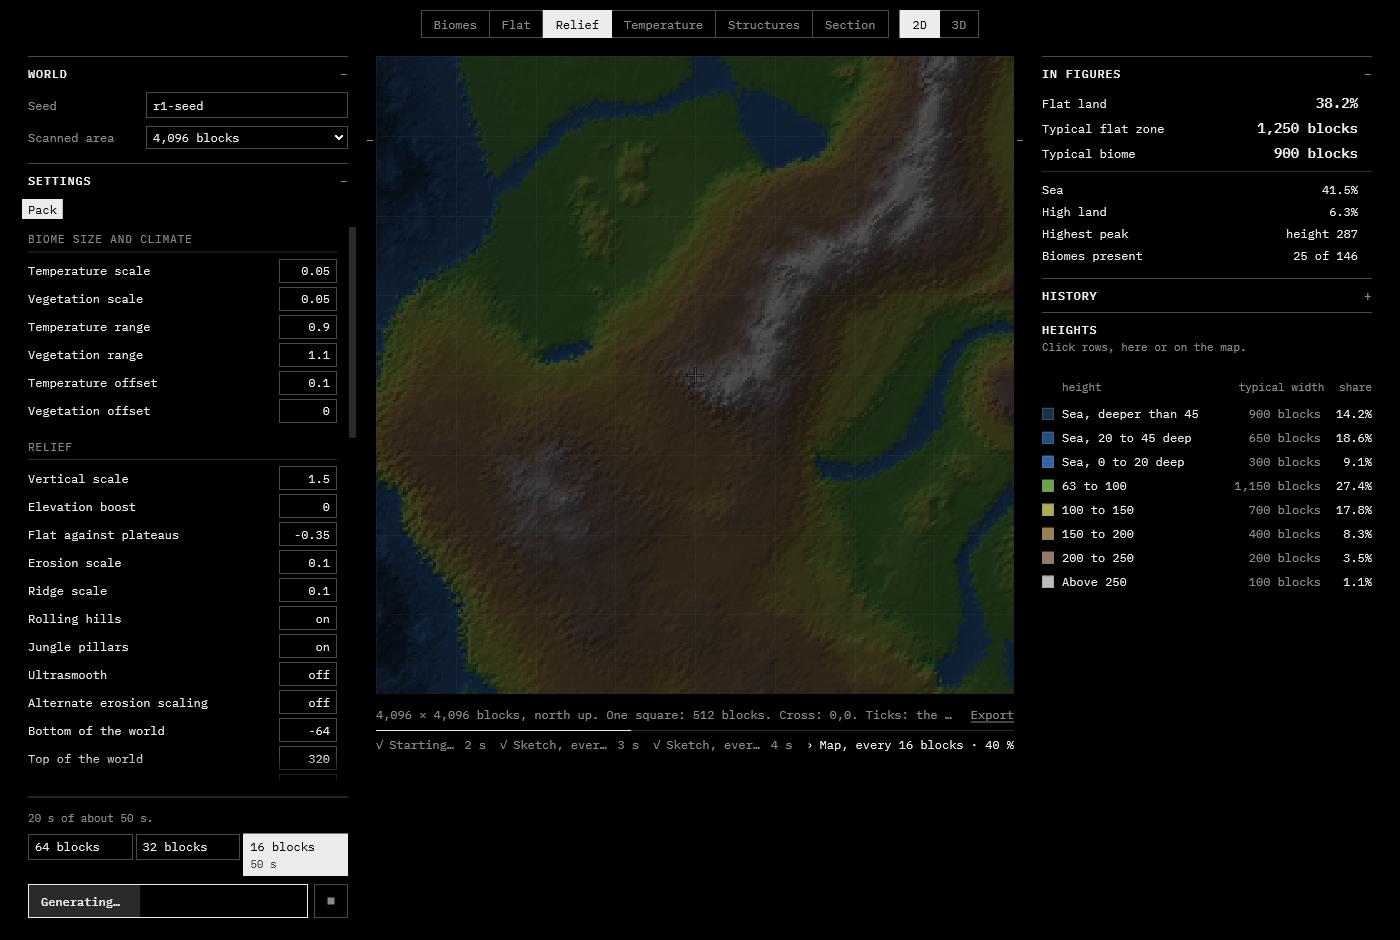 Biomes Flat Relief Temperature Structures Section 2D 3D
WORLD −
Seed r1-seed
Scanned area 4,096 blocks
SETTINGS −
Pack
BIOME SIZE AND CLIMATE
Temperature scale 0.05
Vegetation scale 0.05
Temperature range 0.9
Vegetation range 1.1
Temperature offset 0.1
Vegetation offset 0
RELIEF
Vertical scale 1.5
Elevation boost 0
Flat against plateaus -0.35
Erosion scale 0.1
Ridge scale 0.1
Rolling hills on
Jungle pillars on
Ultrasmooth off
Alternate erosion scaling off
Bottom of the world -64
Top of the world 320
20 s of about 50 s.
64 blocks 32 blocks 16 blocks
50 s
Generating…
4,096 × 4,096 blocks, north up. One square: 512 blocks. Cross: 0,0. Ticks: the … Export
√ Starting… 2 s √ Sketch, ever… 3 s √ Sketch, ever… 4 s › Map, every 16 blocks · 40 %
IN FIGURES −
Flat land 38.2%
Typical flat zone 1,250 blocks
Typical biome 900 blocks
Sea 41.5%
High land 6.3%
Highest peak height 287
Biomes present 25 of 146
HISTORY +
HEIGHTS
Click rows, here or on the map.
height typical width share
Sea, deeper than 45 900 blocks 14.2%
Sea, 20 to 45 deep 650 blocks 18.6%
Sea, 0 to 20 deep 300 blocks 9.1%
63 to 100 1,150 blocks 27.4%
100 to 150 700 blocks 17.8%
150 to 200 400 blocks 8.3%
200 to 250 200 blocks 3.5%
Above 250 100 blocks 1.1%